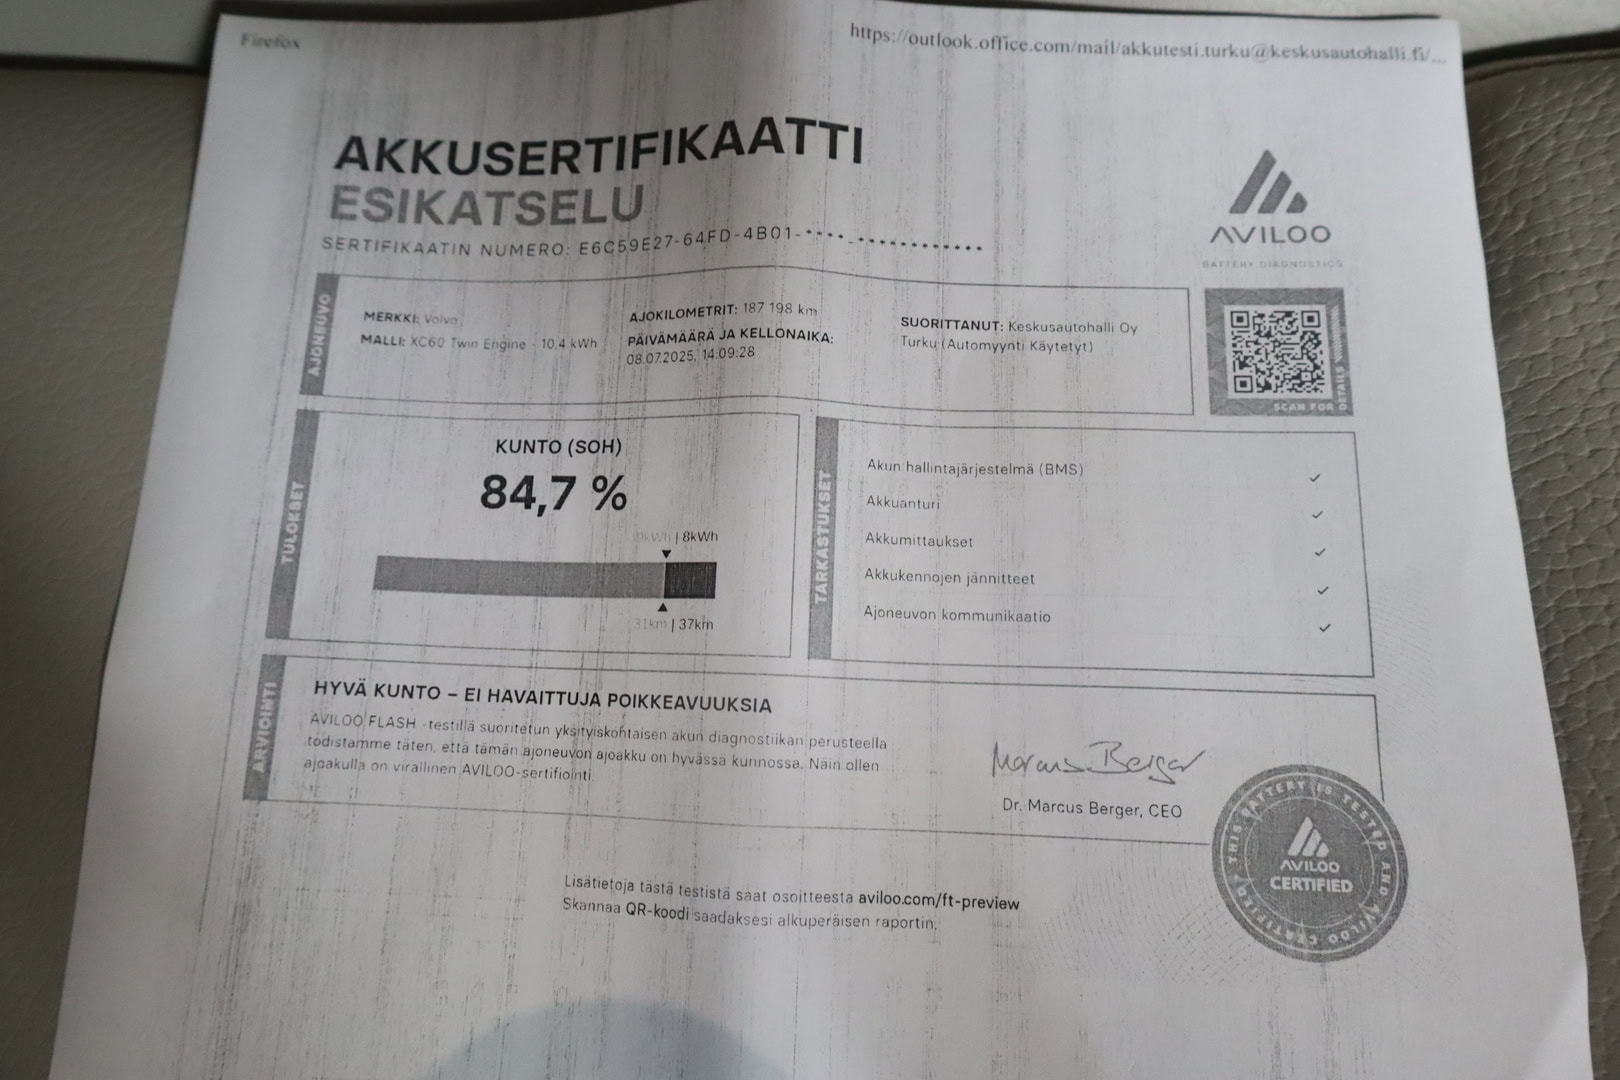 Firefox
https://outlook.office.com/mail/akkutesti.turku@keskusautohalli.fi/...
AKKUSERTIFIKAATTI
ESIKATSELU
SERTIFIKAATIN NUMERO: E6C59E27-64FD-4B01-****-************
AVILOO
BATTERY DIAGNOSTICS
AJONEUVO
MERKKI: Volvo
MALLI: XC60 Twin Engine - 10,4 kWh
AJOKILOMETRIT: 187 198 km
PÄIVÄMÄÄRÄ JA KELLONAIKA:
08.07.2025, 14:09:28
SUORITTANUT: Keskusautohalli Oy
Turku (Automyynti Käytetyt)
SCAN FOR
DETAILS
TULOKSET
KUNTO (SOH)
84,7 %
| 8kWh
31km | 37km
TARKASTUKSET
Akun hallintajärjestelmä (BMS)
Akkuanturi
Akkumittaukset
Akkukennojen jännitteet
Ajoneuvon kommunikaatio
ARVIOINTI
HYVÄ KUNTO – EI HAVAITTUJA POIKKEAVUUKSIA
AVILOO FLASH -testillä suoritetun yksityiskohtaisen akun diagnostiikan perusteella
todistamme täten, että tämän ajoneuvon ajoakku on hyvässä kunnossa. Näin ollen
ajoakulla on virallinen AVILOO-sertifiointi.
Marcus Berger
Dr. Marcus Berger, CEO
THIS BATTERY IS TESTED AND AVILOO CERTIFIED
AVILOO
CERTIFIED
Lisätietoja tästä testistä saat osoitteesta aviloo.com/ft-preview
Skannaa QR-koodi saadaksesi alkuperäisen raportin.